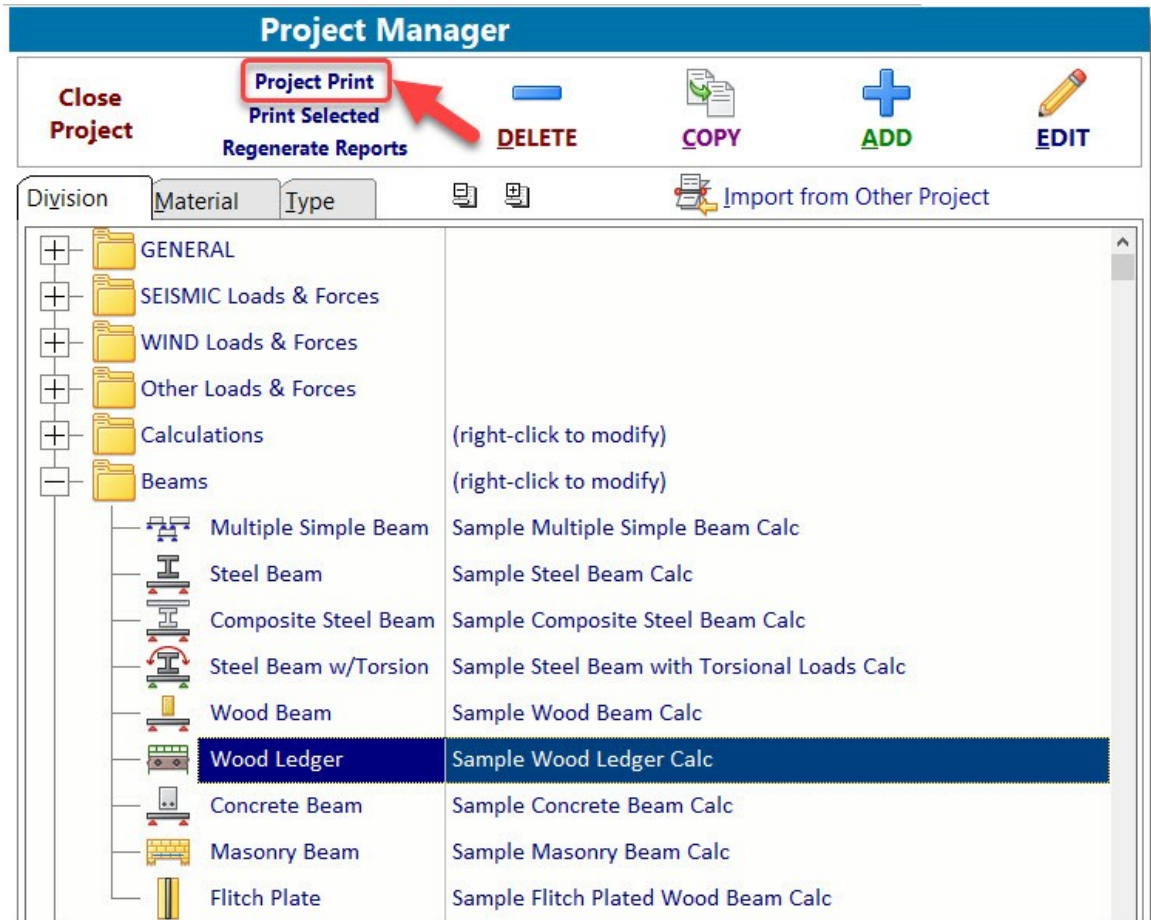 Project Manager
Close
Project
Project Print
Print Selected
Regenerate Reports
DELETE
COPY
ADD
EDIT
Division
Material
Type
Import from Other Project
GENERAL
SEISMIC Loads & Forces
WIND Loads & Forces
Other Loads & Forces
Calculations (right-click to modify)
Beams (right-click to modify)
Multiple Simple Beam Sample Multiple Simple Beam Calc
Steel Beam Sample Steel Beam Calc
Composite Steel Beam Sample Composite Steel Beam Calc
Steel Beam w/Torsion Sample Steel Beam with Torsional Loads Calc
Wood Beam Sample Wood Beam Calc
Wood Ledger Sample Wood Ledger Calc
Concrete Beam Sample Concrete Beam Calc
Masonry Beam Sample Masonry Beam Calc
Flitch Plate Sample Flitch Plated Wood Beam Calc